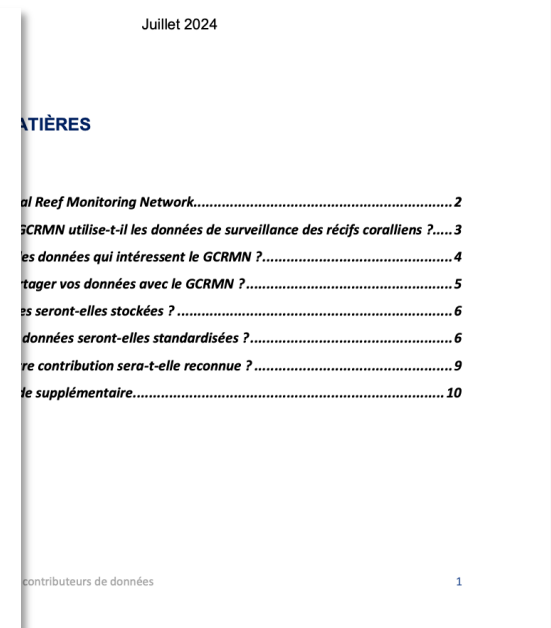 Juillet 2024
ATIÈRES
al Reef Monitoring Network.................................................................2
GCRMN utilise-t-il les données de surveillance des récifs coralliens ?.....3
es données qui intéressent le GCRMN ?................................................4
rtager vos données avec le GCRMN ?....................................................5
es seront-elles stockées ? .....................................................................6
données seront-elles standardisées ?...................................................6
re contribution sera-t-elle reconnue ? ..................................................9
de supplémentaire.............................................................................. 10
contributeurs de données 1